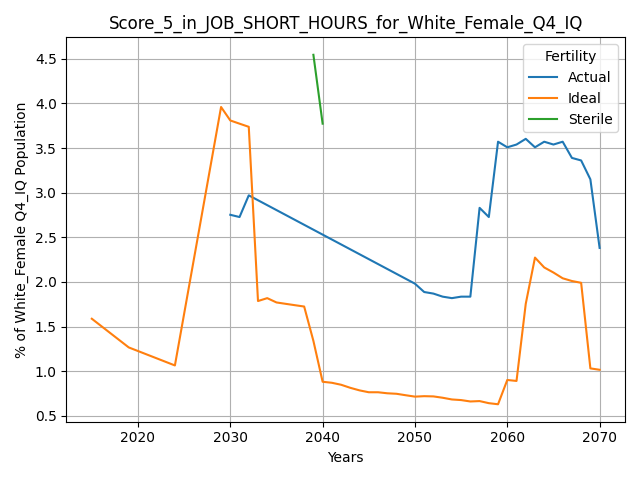 Score_5_in_JOB_SHORT_HOURS_for_White_Female_Q4_IQ
% of White_Female Q4_IQ Population
4.5
4.0
3.5
3.0
2.5
2.0
1.5
1.0
0.5
Fertility
Actual
Ideal
Sterile
2020
2030
2040
2050
2060
2070
Years